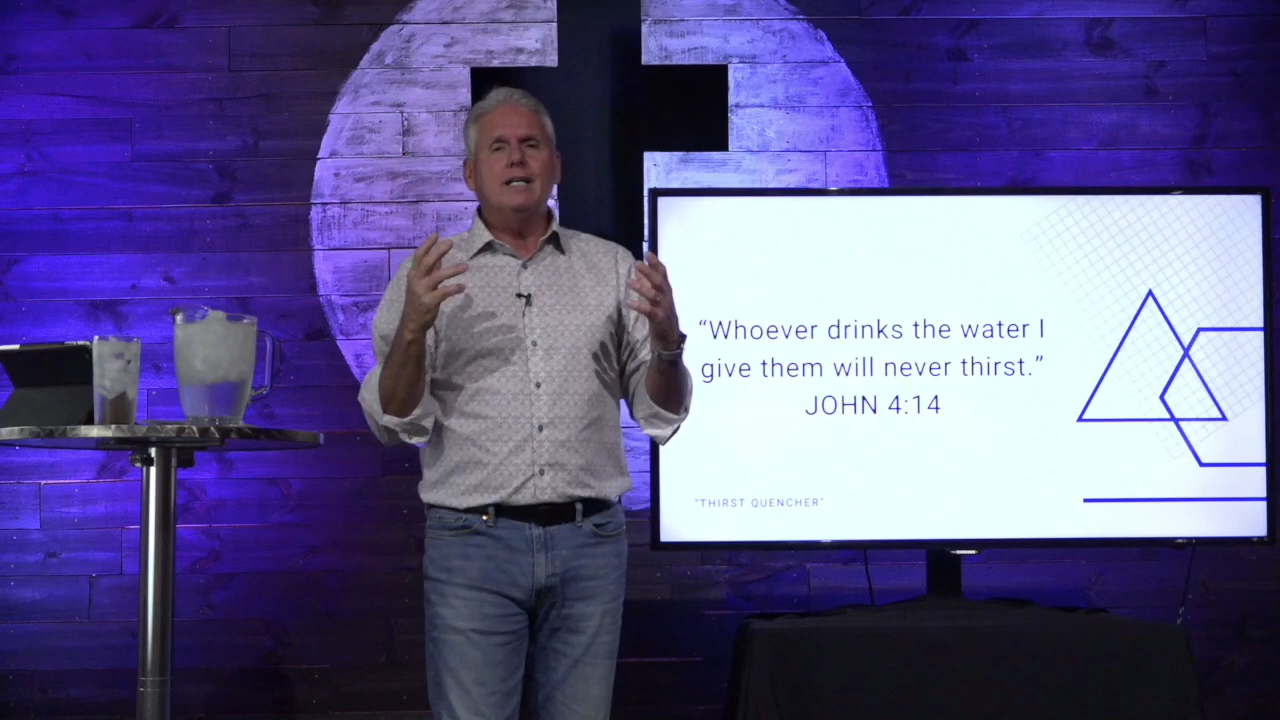 “Whoever drinks the water I
give them will never thirst.”
JOHN 4:14
"THIRST QUENCHER"